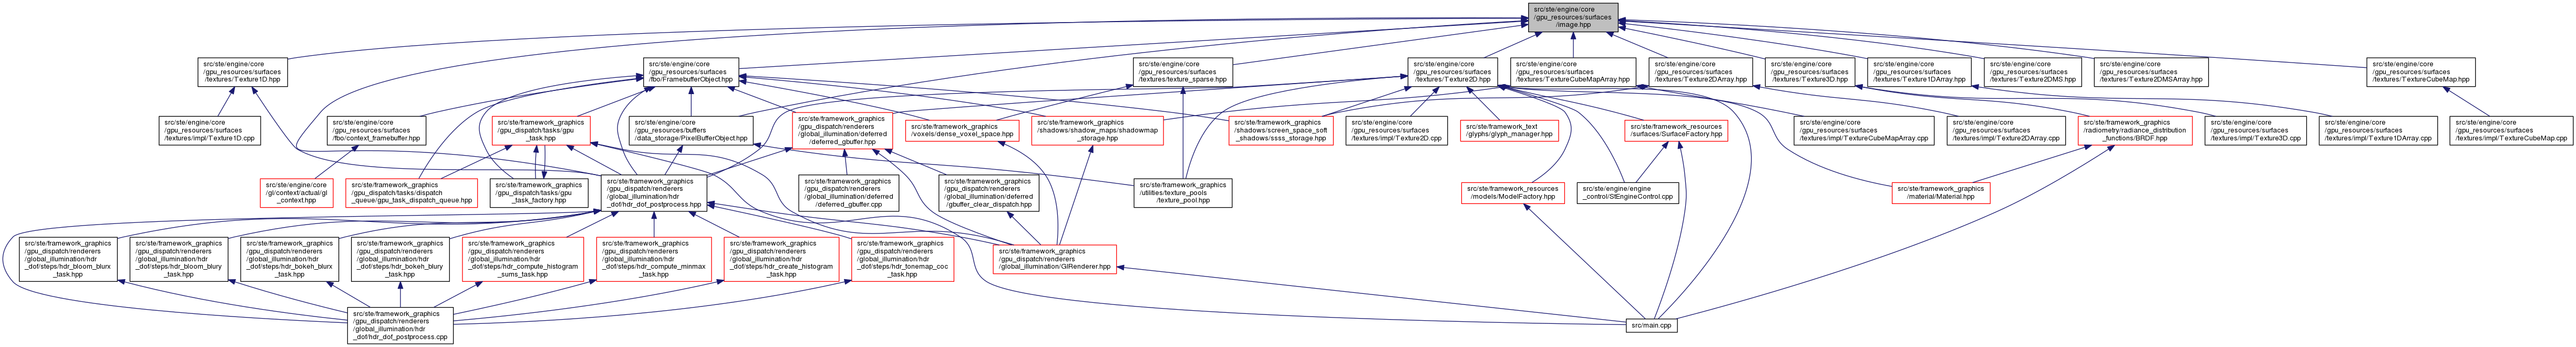 src/ste/engine/core
/gpu_resources/surfaces
/image.hpp
src/ste/engine/core
/gpu_resources/surfaces
/textures/Texture1D.hpp
src/ste/engine/core
/gpu_resources/surfaces
/fbo/FramebufferObject.hpp
src/ste/engine/core
/gpu_resources/surfaces
/textures/texture_sparse.hpp
src/ste/engine/core
/gpu_resources/surfaces
/textures/Texture2D.hpp
src/ste/engine/core
/gpu_resources/surfaces
/textures/TextureCubeMapArray.hpp
src/ste/engine/core
/gpu_resources/surfaces
/textures/Texture2DArray.hpp
src/ste/engine/core
/gpu_resources/surfaces
/textures/Texture3D.hpp
src/ste/engine/core
/gpu_resources/surfaces
/textures/Texture1DArray.hpp
src/ste/engine/core
/gpu_resources/surfaces
/textures/Texture2DMS.hpp
src/ste/engine/core
/gpu_resources/surfaces
/textures/Texture2DMSArray.hpp
src/ste/engine/core
/gpu_resources/surfaces
/textures/TextureCubeMap.hpp
src/ste/engine/core
/gpu_resources/surfaces
/textures/impl/Texture1D.cpp
src/ste/engine/core
/gpu_resources/surfaces
/fbo/context_framebuffer.hpp
src/ste/framework_graphics
/gpu_dispatch/tasks/gpu
_task.hpp
src/ste/engine/core
/gpu_resources/buffers
/data_storage/PixelBufferObject.hpp
src/ste/framework_graphics
/gpu_dispatch/renderers
/global_illumination/deferred
/deferred_gbuffer.hpp
src/ste/framework_graphics
/voxels/dense_voxel_space.hpp
src/ste/framework_graphics
/shadows/shadow_maps/shadowmap
_storage.hpp
src/ste/framework_graphics
/shadows/screen_space_soft
_shadows/ssss_storage.hpp
src/ste/engine/core
/gpu_resources/surfaces
/textures/impl/Texture2D.cpp
src/ste/framework_text
/glyphs/glyph_manager.hpp
src/ste/framework_resources
/surfaces/SurfaceFactory.hpp
src/ste/engine/core
/gpu_resources/surfaces
/textures/impl/TextureCubeMapArray.cpp
src/ste/engine/core
/gpu_resources/surfaces
/textures/impl/Texture2DArray.cpp
src/ste/framework_graphics
/radiometry/radiance_distribution
_functions/BRDF.hpp
src/ste/engine/core
/gpu_resources/surfaces
/textures/impl/Texture3D.cpp
src/ste/engine/core
/gpu_resources/surfaces
/textures/impl/Texture1DArray.cpp
src/ste/engine/core
/gpu_resources/surfaces
/textures/impl/TextureCubeMap.cpp
src/ste/engine/core
/gl/context/actual/gl
_context.hpp
src/ste/framework_graphics
/gpu_dispatch/tasks/dispatch
_queue/gpu_task_dispatch_queue.hpp
src/ste/framework_graphics
/gpu_dispatch/tasks/gpu
_task_factory.hpp
src/ste/framework_graphics
/gpu_dispatch/renderers
/global_illumination/hdr
_dof/hdr_dof_postprocess.hpp
src/ste/framework_graphics
/gpu_dispatch/renderers
/global_illumination/deferred
/deferred_gbuffer.cpp
src/ste/framework_graphics
/gpu_dispatch/renderers
/global_illumination/deferred
/gbuffer_clear_dispatch.hpp
src/ste/framework_graphics
/utilities/texture_pools
/texture_pool.hpp
src/ste/framework_resources
/models/ModelFactory.hpp
src/ste/engine/engine
_control/StEngineControl.cpp
src/ste/framework_graphics
/material/Material.hpp
src/ste/framework_graphics
/gpu_dispatch/renderers
/global_illumination/hdr
_dof/steps/hdr_bloom_blurx
_task.hpp
src/ste/framework_graphics
/gpu_dispatch/renderers
/global_illumination/hdr
_dof/steps/hdr_bloom_blury
_task.hpp
src/ste/framework_graphics
/gpu_dispatch/renderers
/global_illumination/hdr
_dof/steps/hdr_bokeh_blurx
_task.hpp
src/ste/framework_graphics
/gpu_dispatch/renderers
/global_illumination/hdr
_dof/steps/hdr_bokeh_blury
_task.hpp
src/ste/framework_graphics
/gpu_dispatch/renderers
/global_illumination/hdr
_dof/steps/hdr_compute_histogram
_sums_task.hpp
src/ste/framework_graphics
/gpu_dispatch/renderers
/global_illumination/hdr
_dof/steps/hdr_compute_minmax
_task.hpp
src/ste/framework_graphics
/gpu_dispatch/renderers
/global_illumination/hdr
_dof/steps/hdr_create_histogram
_task.hpp
src/ste/framework_graphics
/gpu_dispatch/renderers
/global_illumination/hdr
_dof/steps/hdr_tonemap_coc
_task.hpp
src/ste/framework_graphics
/gpu_dispatch/renderers
/global_illumination/GIRenderer.hpp
src/ste/framework_graphics
/gpu_dispatch/renderers
/global_illumination/hdr
_dof/hdr_dof_postprocess.cpp
src/main.cpp